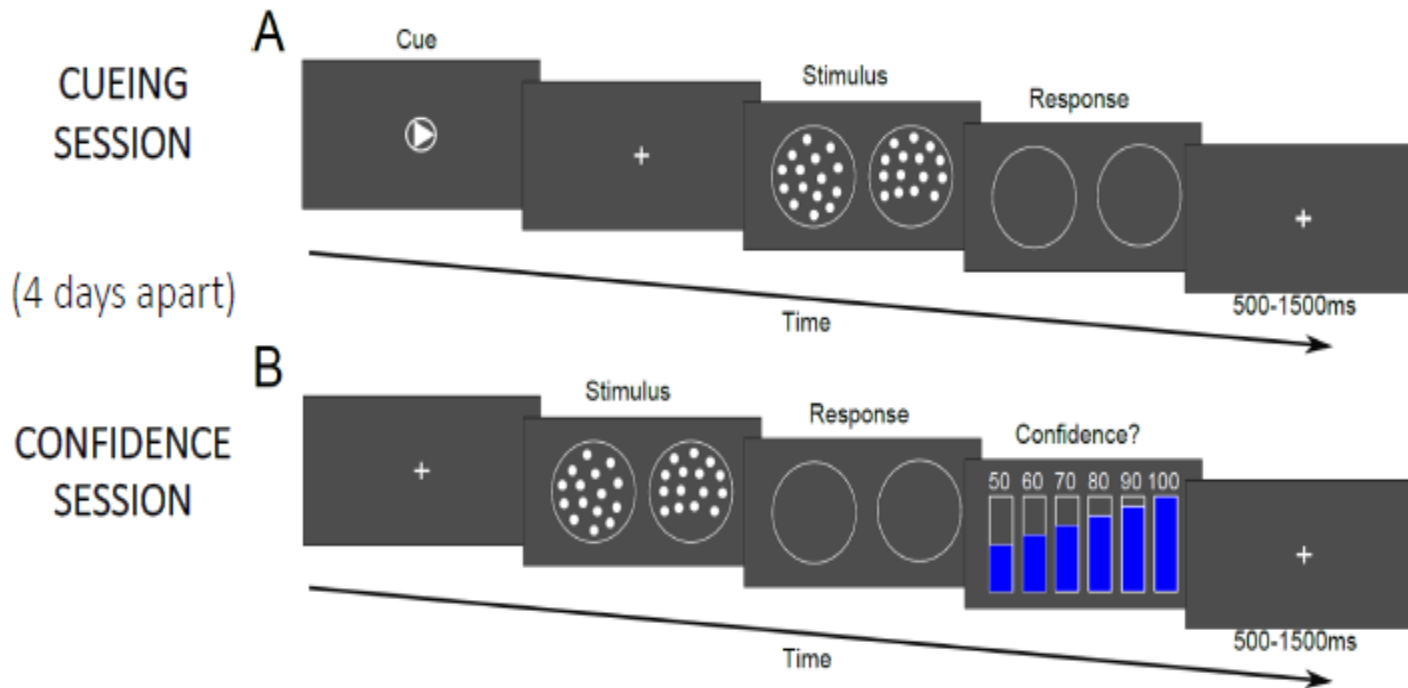 A
Cue
CUEING
SESSION
Stimulus
Response
(4 days apart)
Time
500-1500ms
B
CONFIDENCE
SESSION
Stimulus
Response
Confidence?
50 60 70 80 90 100
Time
500-1500ms